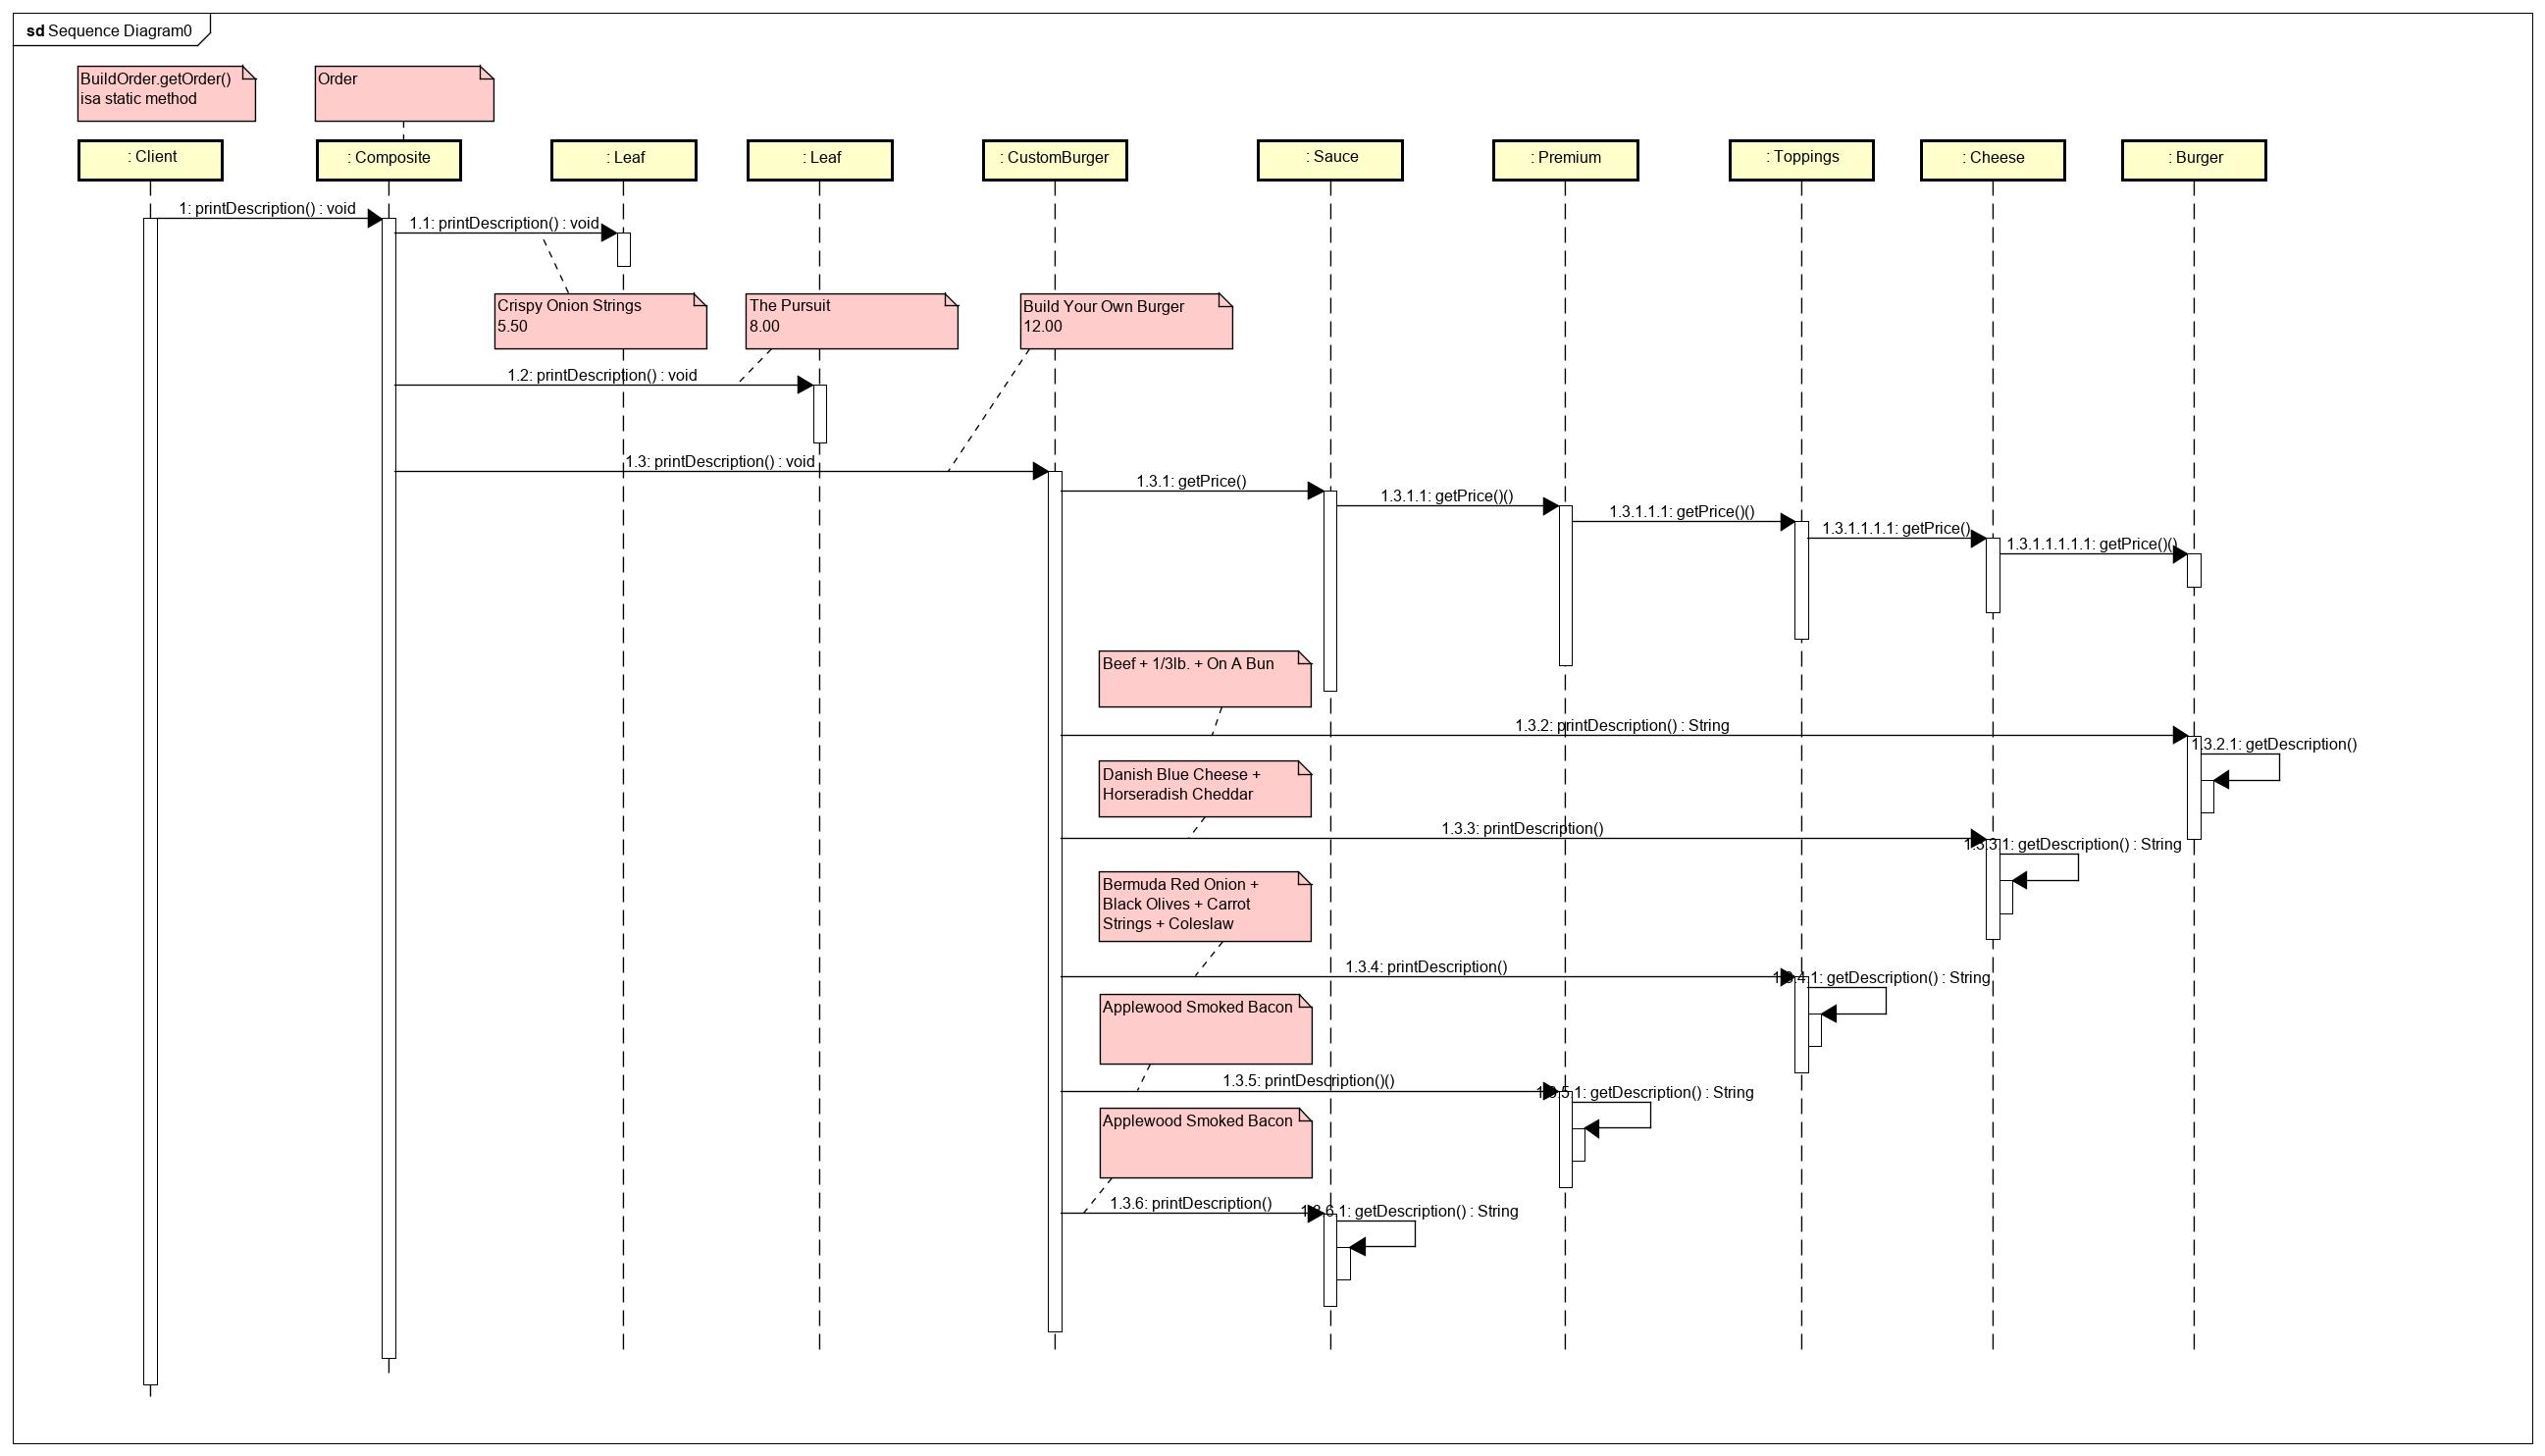 sd Sequence Diagram0
BuildOrder.getOrder()
isa static method
Order
: Client
: Composite
: Leaf
: Leaf
: CustomBurger
: Sauce
: Premium
: Toppings
: Cheese
: Burger
1: printDescription() : void
1.1: printDescription() : void
Crispy Onion Strings
5.50
The Pursuit
8.00
Build Your Own Burger
12.00
1.2: printDescription() : void
1.3: printDescription() : void
1.3.1: getPrice()
1.3.1.1: getPrice()()
1.3.1.1.1: getPrice()()
1.3.1.1.1.1: getPrice()
1.3.1.1.1.1.1: getPrice()()
Beef + 1/3lb. + On A Bun
1.3.2: printDescription() : String
1.3.2.1: getDescription()
Danish Blue Cheese +
Horseradish Cheddar
1.3.3: printDescription()
1.3.3.1: getDescription() : String
Bermuda Red Onion +
Black Olives + Carrot
Strings + Coleslaw
1.3.4: printDescription()
1.3.4.1: getDescription() : String
Applewood Smoked Bacon
1.3.5: printDescription()()
1.3.5.1: getDescription() : String
Applewood Smoked Bacon
1.3.6: printDescription()
1.3.6.1: getDescription() : String